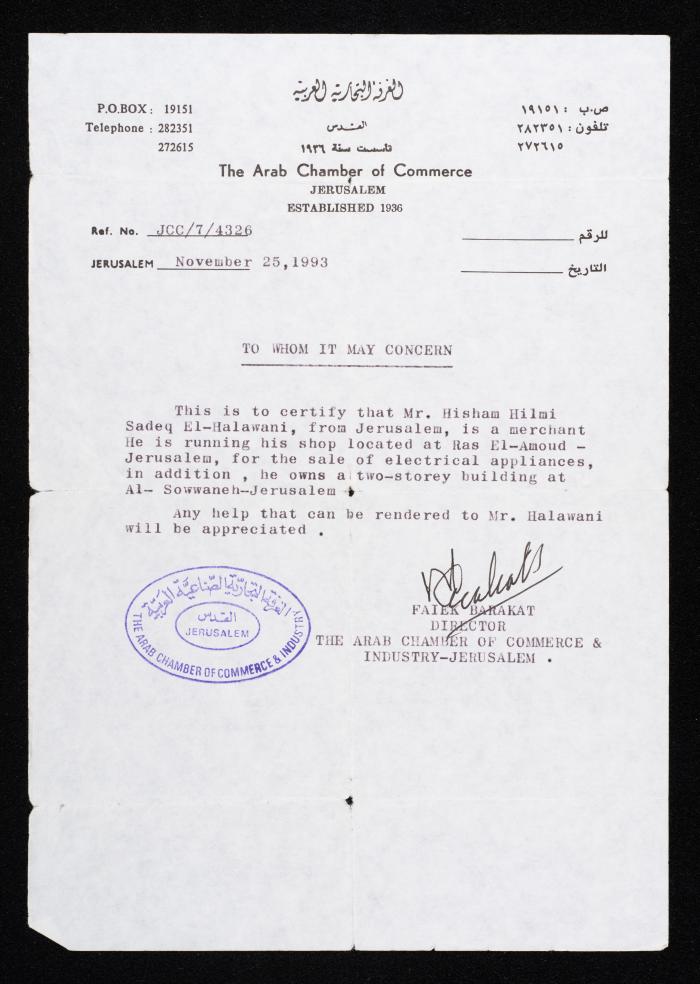 الغرفة التجارية العربية
P.O.BOX : 19151
ص.ب : ١٩١٥١
Telephone : 282351
القدس
تلفون : ٢٨٢٣٥١
272615
تاسست سنة ١٩٣٦
٢٧٢٦١٥
The Arab Chamber of Commerce
JERUSALEM
ESTABLISHED 1936
Ref. No. JCC/7/4326
للرقم
JERUSALEM November 25,1993
التاريخ
TO WHOM IT MAY CONCERN
This is to certify that Mr. Hisham Hilmi
Sadeq El-Halawani, from Jerusalem, is a merchant
He is running his shop located at Ras El-Amoud -
Jerusalem, for the sale of electrical appliances,
in addition , he owns a two-storey building at
Al- Sowwaneh-Jerusalem .
Any help that can be rendered to Mr. Halawani
will be appreciated .
FAIEK BARAKAT
DIRECTOR
THE ARAB CHAMBER OF COMMERCE &
INDUSTRY-JERUSALEM .
الغرفة التجارية الصناعية العربية
القدس
JERUSALEM
THE ARAB CHAMBER OF COMMERCE & INDUSTRY